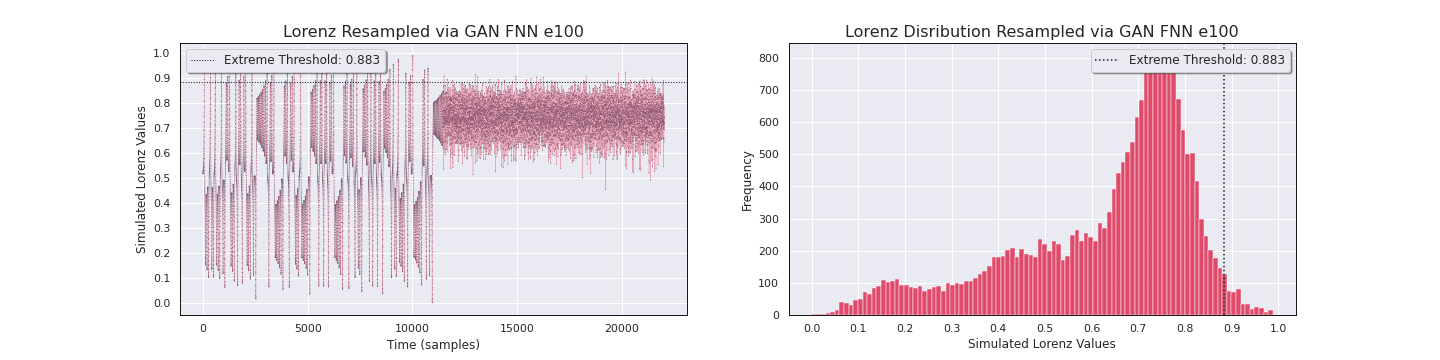 Lorenz Resampled via GAN FNN e100
Extreme Threshold: 0.883
Simulated Lorenz Values
1.0
0.9
0.8
0.7
0.6
0.5
0.4
0.3
0.2
0.1
0.0
0 5000 10000 15000 20000
Time (samples)
Lorenz Disribution Resampled via GAN FNN e100
Extreme Threshold: 0.883
Frequency
800
700
600
500
400
300
200
100
0
0.0 0.1 0.2 0.3 0.4 0.5 0.6 0.7 0.8 0.9 1.0
Simulated Lorenz Values